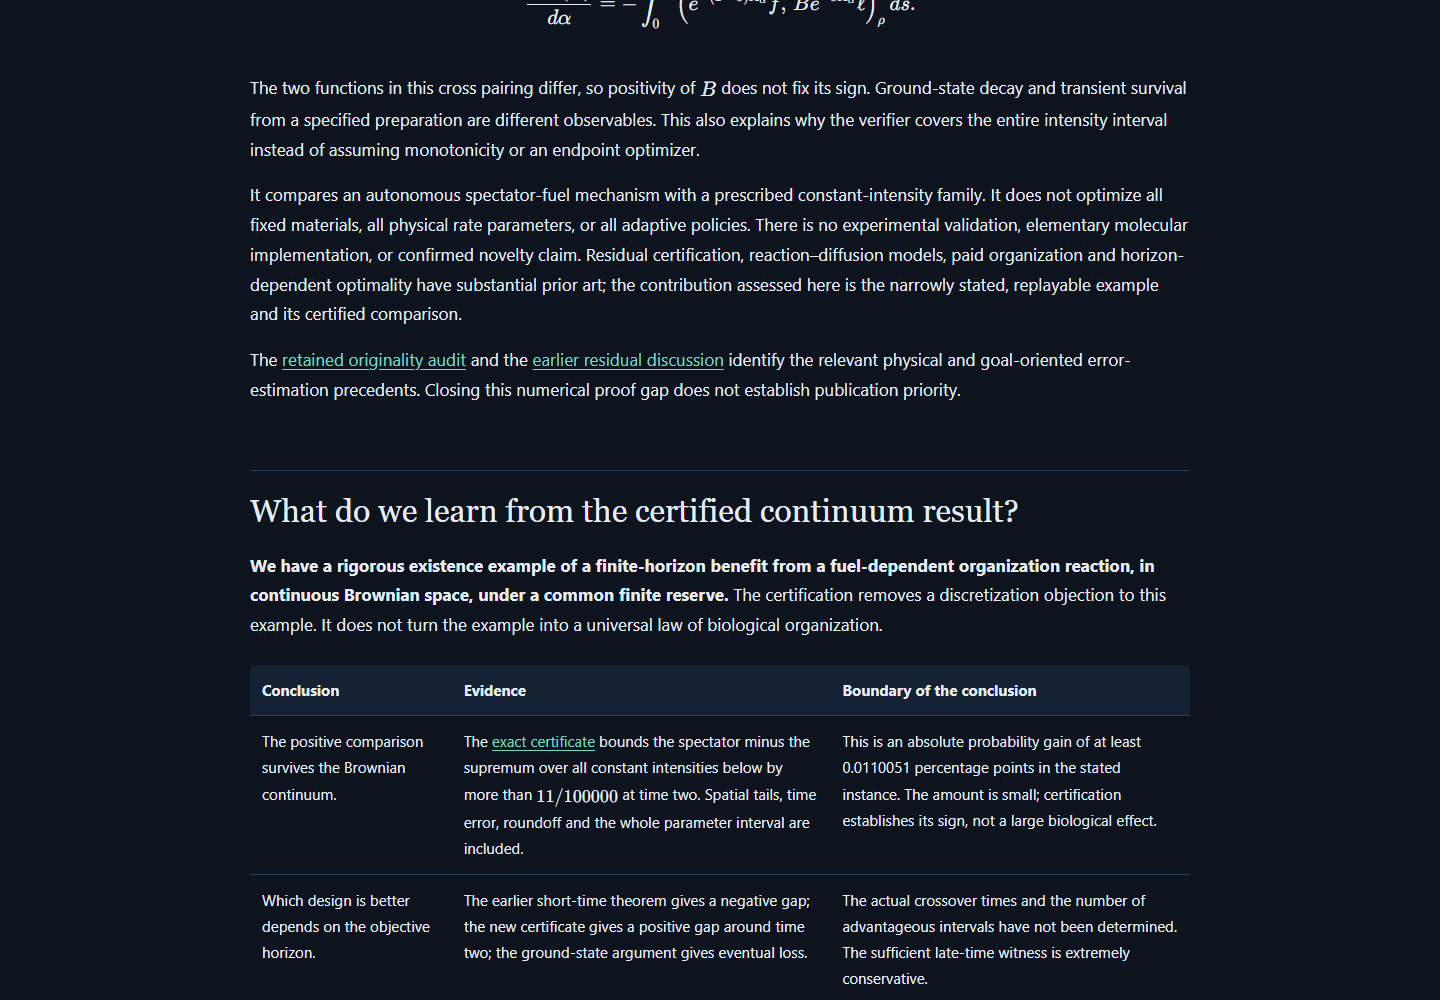 dα = − ∫0 (e f, Be ℓ)ρ ds.
The two functions in this cross pairing differ, so positivity of B does not fix its sign. Ground-state decay and transient survival
from a specified preparation are different observables. This also explains why the verifier covers the entire intensity interval
instead of assuming monotonicity or an endpoint optimizer.
It compares an autonomous spectator-fuel mechanism with a prescribed constant-intensity family. It does not optimize all
fixed materials, all physical rate parameters, or all adaptive policies. There is no experimental validation, elementary molecular
implementation, or confirmed novelty claim. Residual certification, reaction–diffusion models, paid organization and horizon-
dependent optimality have substantial prior art; the contribution assessed here is the narrowly stated, replayable example
and its certified comparison.
The retained originality audit and the earlier residual discussion identify the relevant physical and goal-oriented error-
estimation precedents. Closing this numerical proof gap does not establish publication priority.
What do we learn from the certified continuum result?
We have a rigorous existence example of a finite-horizon benefit from a fuel-dependent organization reaction, in
continuous Brownian space, under a common finite reserve. The certification removes a discretization objection to this
example. It does not turn the example into a universal law of biological organization.
Conclusion
Evidence
Boundary of the conclusion
The positive comparison
survives the Brownian
continuum.
The exact certificate bounds the spectator minus the
supremum over all constant intensities below by
more than 11/100000 at time two. Spatial tails, time
error, roundoff and the whole parameter interval are
included.
This is an absolute probability gain of at least
0.0110051 percentage points in the stated
instance. The amount is small; certification
establishes its sign, not a large biological effect.
Which design is better
depends on the objective
horizon.
The earlier short-time theorem gives a negative gap;
the new certificate gives a positive gap around time
two; the ground-state argument gives eventual loss.
The actual crossover times and the number of
advantageous intervals have not been determined.
The sufficient late-time witness is extremely
conservative.